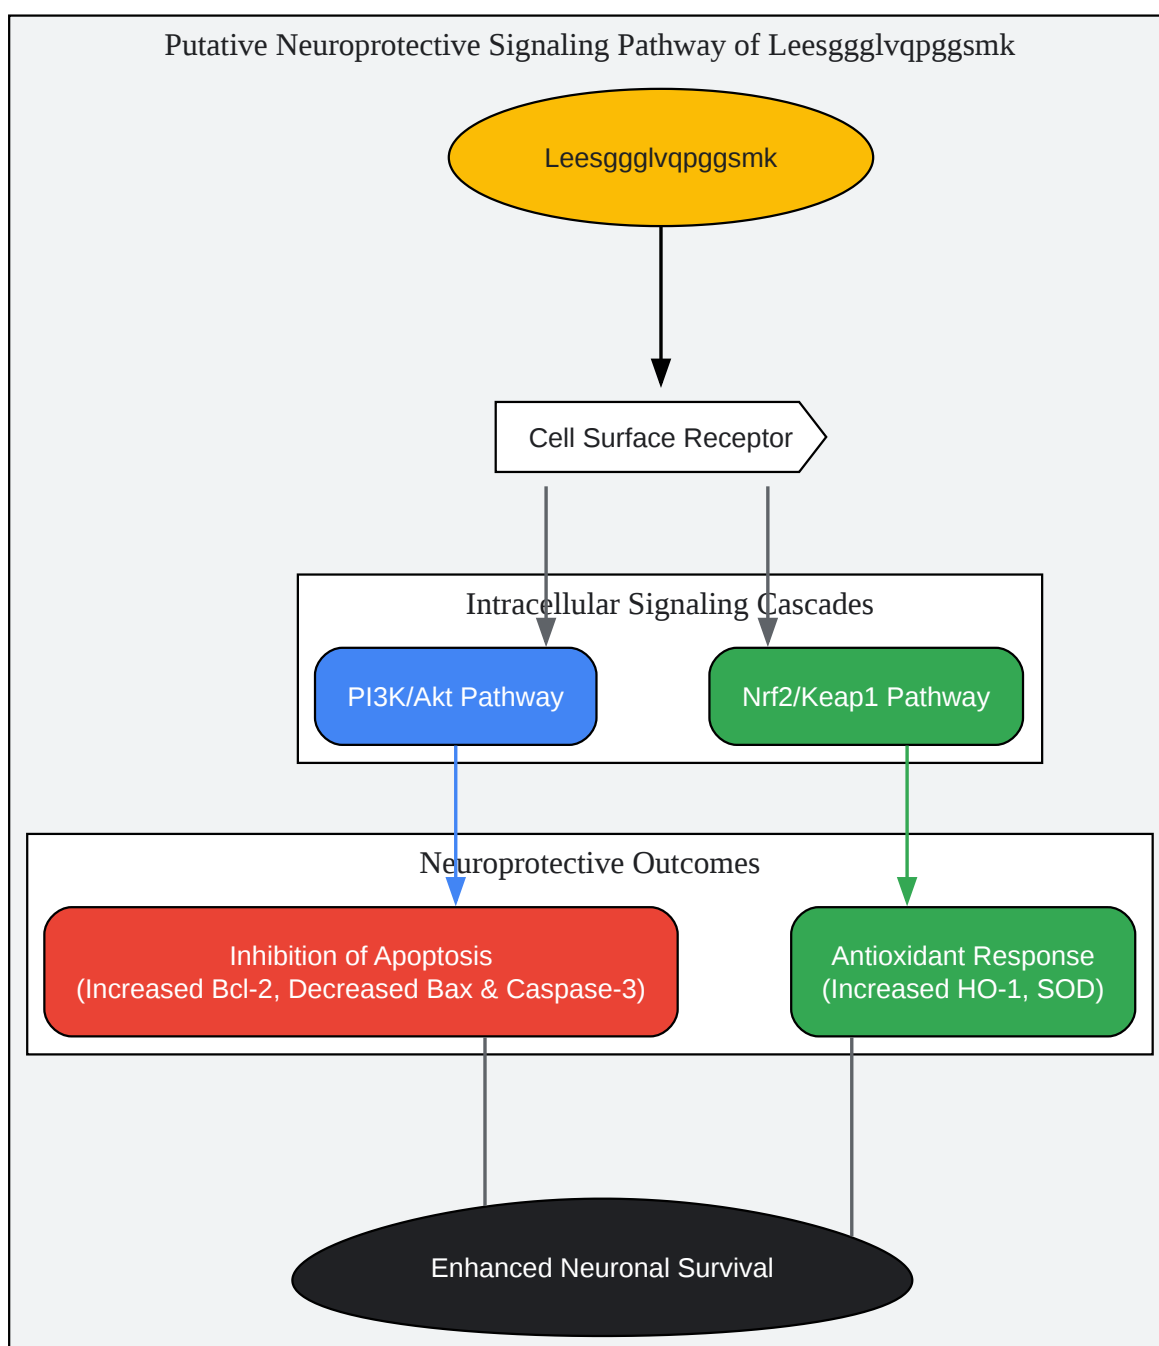 Putative Neuroprotective Signaling Pathway of Leesggglvqpggsmk
Leesggglvqpggsmk
Cell Surface Receptor
Intracellular Signaling Cascades
PI3K/Akt Pathway
Nrf2/Keap1 Pathway
Neuroprotective Outcomes
Inhibition of Apoptosis
(Increased Bcl-2, Decreased Bax & Caspase-3)
Antioxidant Response
(Increased HO-1, SOD)
Enhanced Neuronal Survival